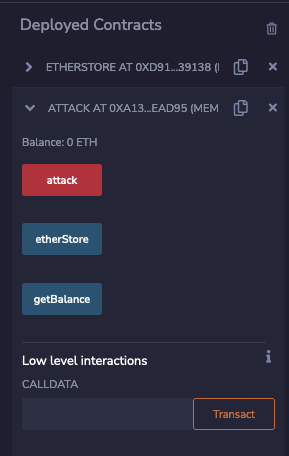 Deployed Contracts
ETHERSTORE AT 0XD91...39138 (
ATTACK AT 0XA13...EAD95 (MEM
Balance: 0 ETH
attack
etherStore
getBalance
Low level interactions
CALLDATA
Transact